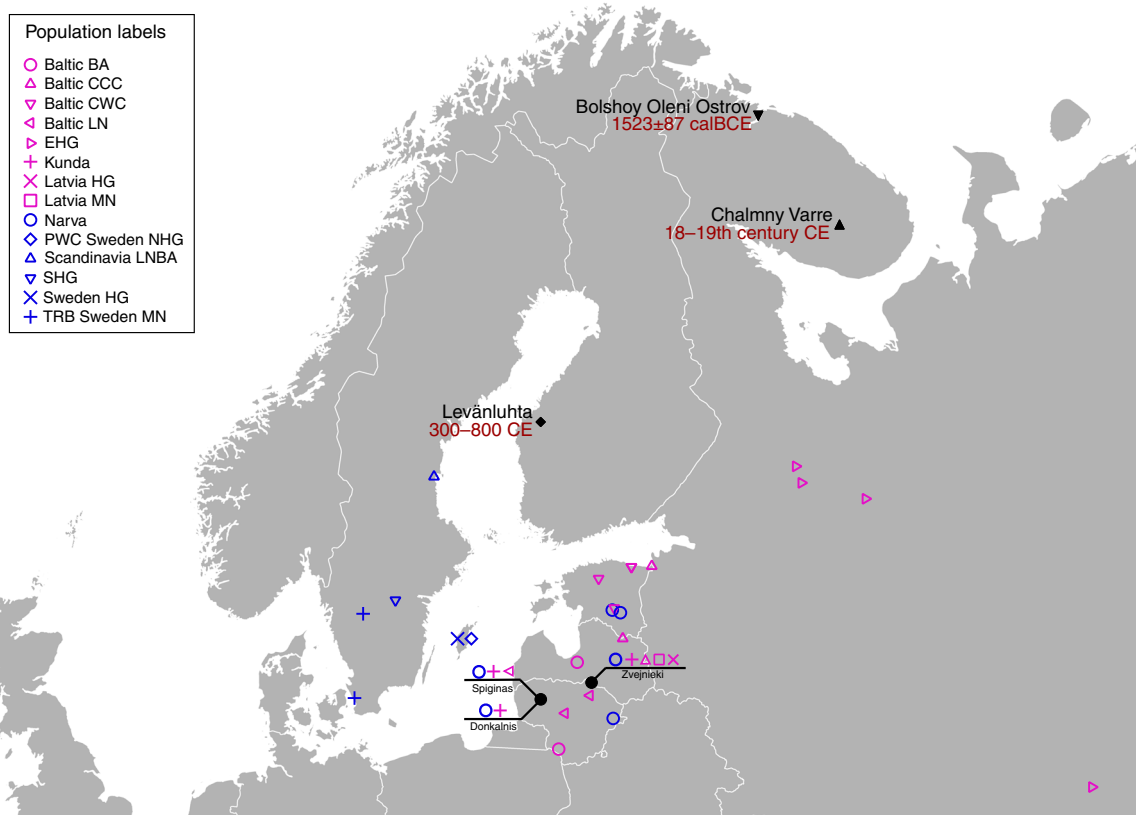 Population labels
Baltic BA
Baltic CCC
Baltic CWC
Baltic LN
EHG
Kunda
Latvia HG
Latvia MN
Narva
PWC Sweden NHG
Scandinavia LNBA
SHG
Sweden HG
TRB Sweden MN
Bolshoy Oleni Ostrov
1523±87 calBCE
Chalmny Varre
18–19th century CE
Levänluhta
300–800 CE
Zvejnieki
Spiginas
Donkalnis